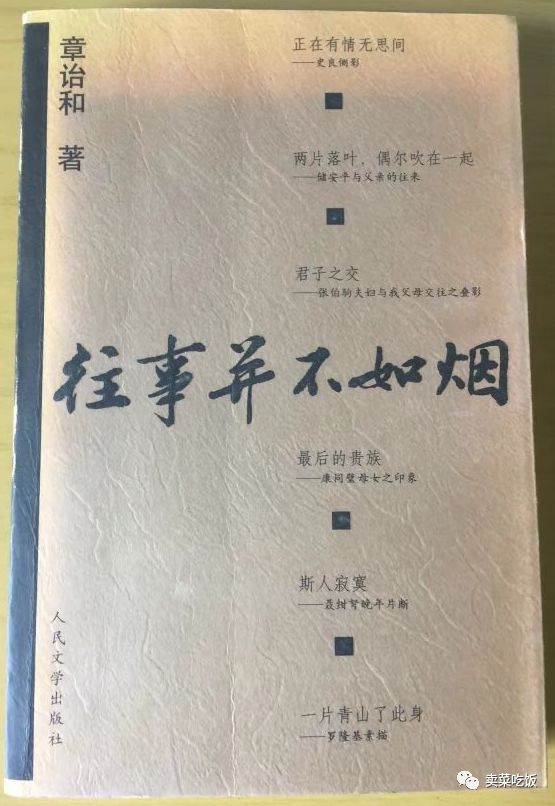 章诒和 著
正在有情无思间
——史良侧影
两片落叶，偶尔吹在一起
——储安平与父亲的往来
君子之交
——张伯驹夫妇与我父母交往之叠影
往事并不如烟
最后的贵族
——康同璧母女之印象
斯人寂寞
——聂绀弩晚年片断
一片青山了此身
——罗隆基素描
人民文学出版社
卖菜吃饭